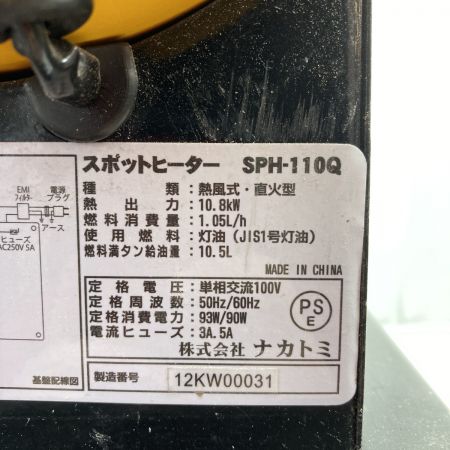 スポットヒーター SPH-110Q
種類:熱風式・直火型
熱出力:10.8kW
燃料消費量:1.05L/h
使用燃料:灯油(JIS1号灯油)
燃料満タン給油量:10.5L
MADE IN CHINA
定格電圧:単相交流100V
定格周波数:50Hz/60Hz
定格消費電力:93W/90W
電流ヒューズ:3A.5A
PS
E
株式会社 ナカトミ
製造番号 12KW00031
EMI
フィルター
電源
プラグ
アース
ヒューズ
AC250V 5A
基盤配線図